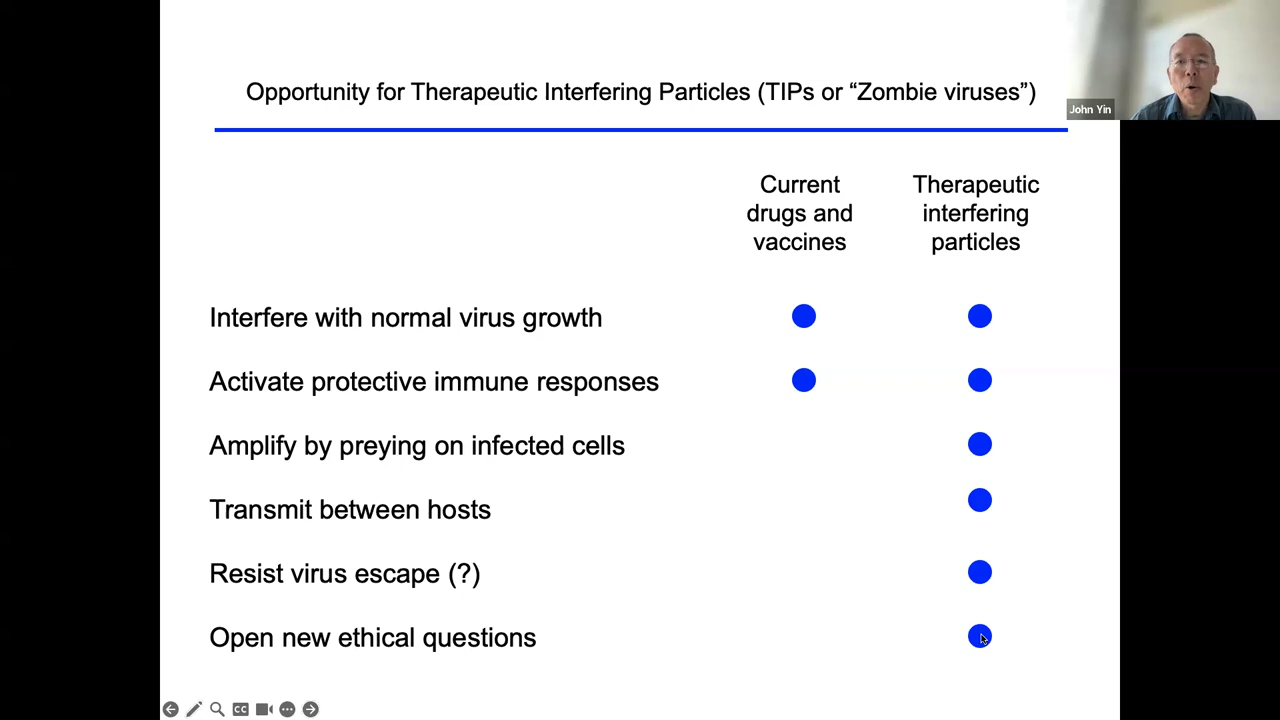 Opportunity for Therapeutic Interfering Particles (TIPs or “Zombie viruses”)
John Yin
Current
drugs and
vaccines
Therapeutic
interfering
particles
Interfere with normal virus growth
Activate protective immune responses
Amplify by preying on infected cells
Transmit between hosts
Resist virus escape (?)
Open new ethical questions
CC